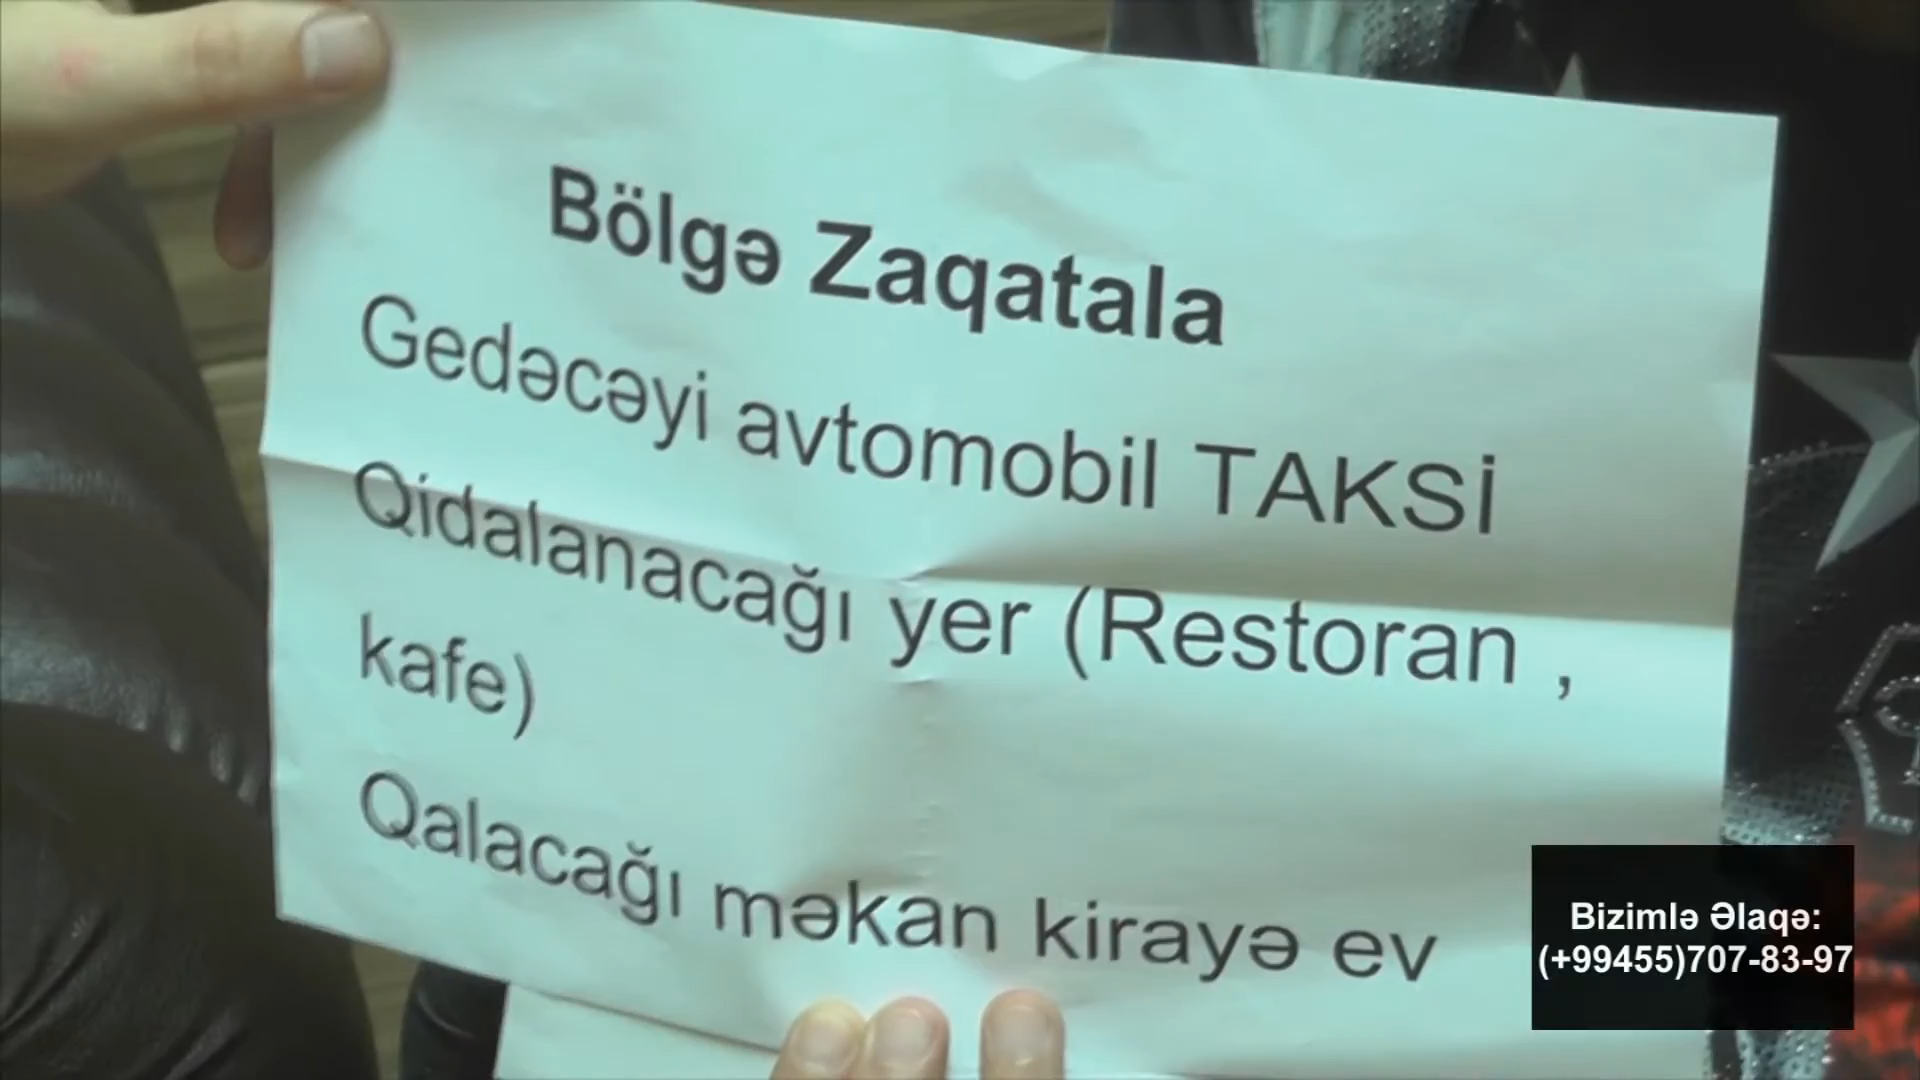 Bölgə Zaqatala
Gedəcəyi avtomobil TAKSİ
Qidalanacağı yer (Restoran ,
kafe)
Qalacağı məkan kirayə ev
Bizimlə Əlaqə:
(+99455)707-83-97